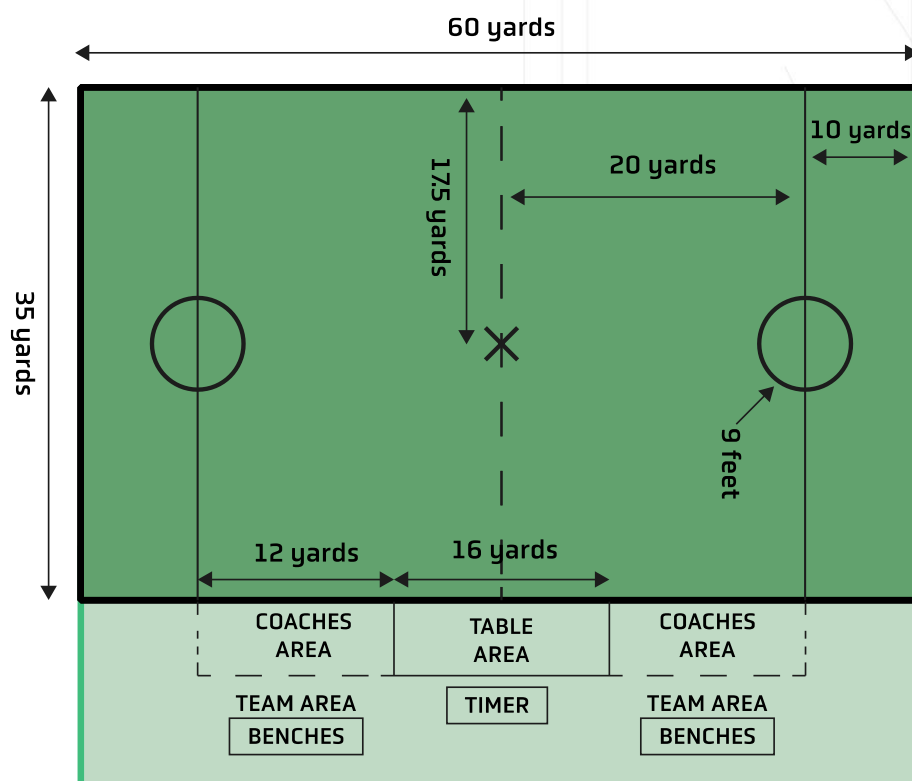 60 yards
10 yards
20 yards
17.5 yards
35 yards
9 feet
12 yards
16 yards
COACHES
AREA
TABLE
AREA
COACHES
AREA
TEAM AREA
BENCHES
TIMER
TEAM AREA
BENCHES